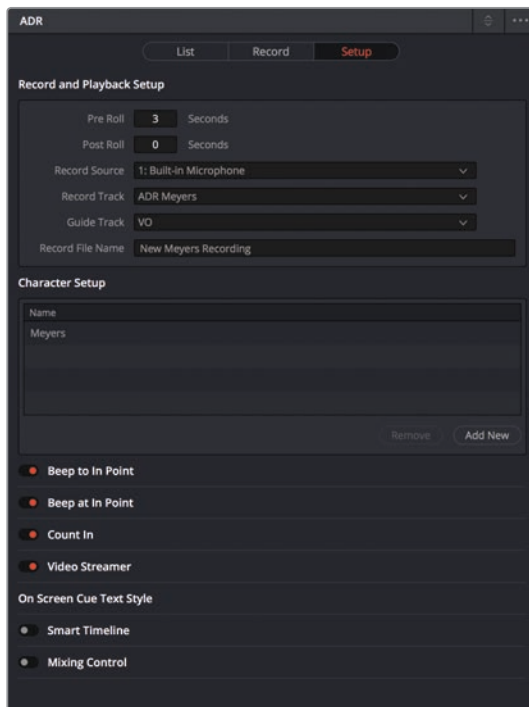 ADR
List Record Setup
Record and Playback Setup
Pre Roll 3 Seconds
Post Roll 0 Seconds
Record Source 1: Built-in Microphone
Record Track ADR Meyers
Guide Track VO
Record File Name New Meyers Recording
Character Setup
Name
Meyers
Remove Add New
Beep to In Point
Beep at In Point
Count In
Video Streamer
On Screen Cue Text Style
Smart Timeline
Mixing Control